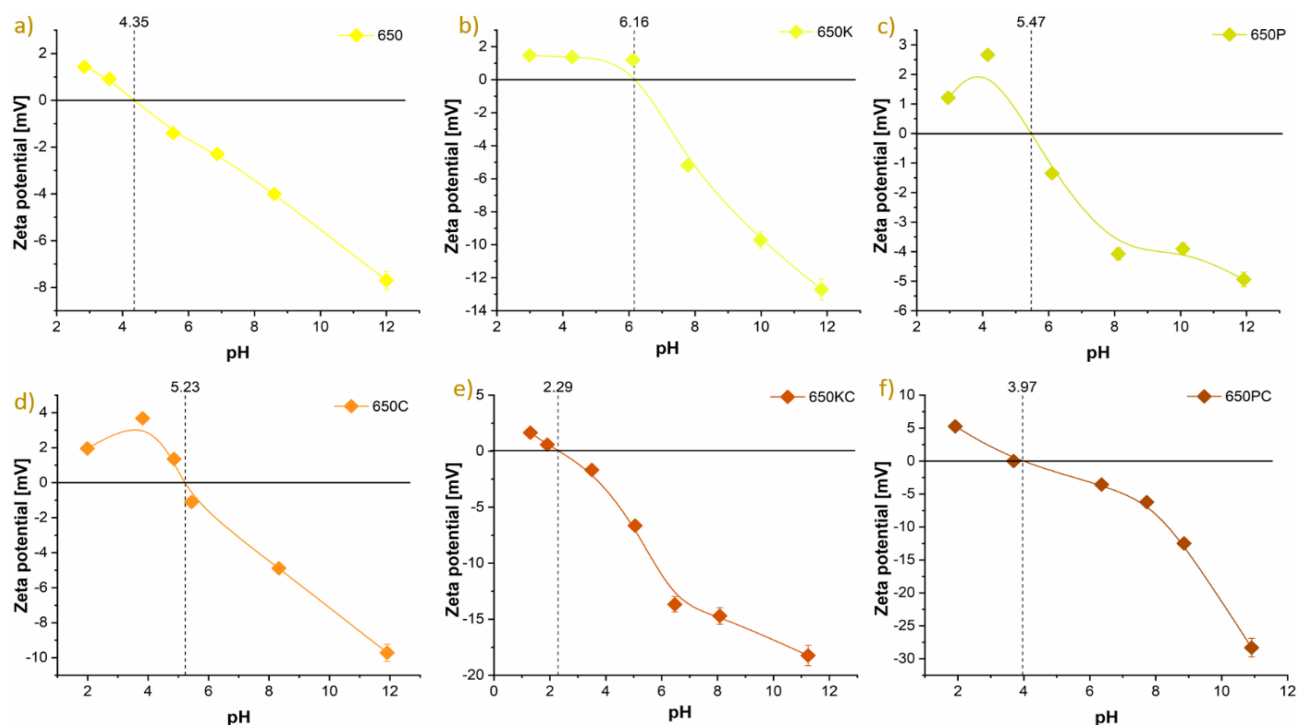 a)
4.35
650
Zeta potential [mV]
2
0
-2
-4
-6
-8
2 4 6 8 10 12
pH
b)
6.16
650K
Zeta potential [mV]
4
2
0
-2
-4
-6
-8
-10
-12
-14
2 4 6 8 10 12
pH
c)
5.47
650P
Zeta potential [mV]
3
2
1
0
-1
-2
-3
-4
-5
-6
2 4 6 8 10 12
pH
d)
5.23
650C
Zeta potential [mV]
4
2
0
-2
-4
-6
-8
-10
2 4 6 8 10 12
pH
e)
2.29
650KC
Zeta potential [mV]
5
0
-5
-10
-15
-20
2 4 6 8 10 12
pH
f)
3.97
650PC
Zeta potential [mV]
10
5
0
-5
-10
-15
-20
-25
-30
2 4 6 8 10 12
pH